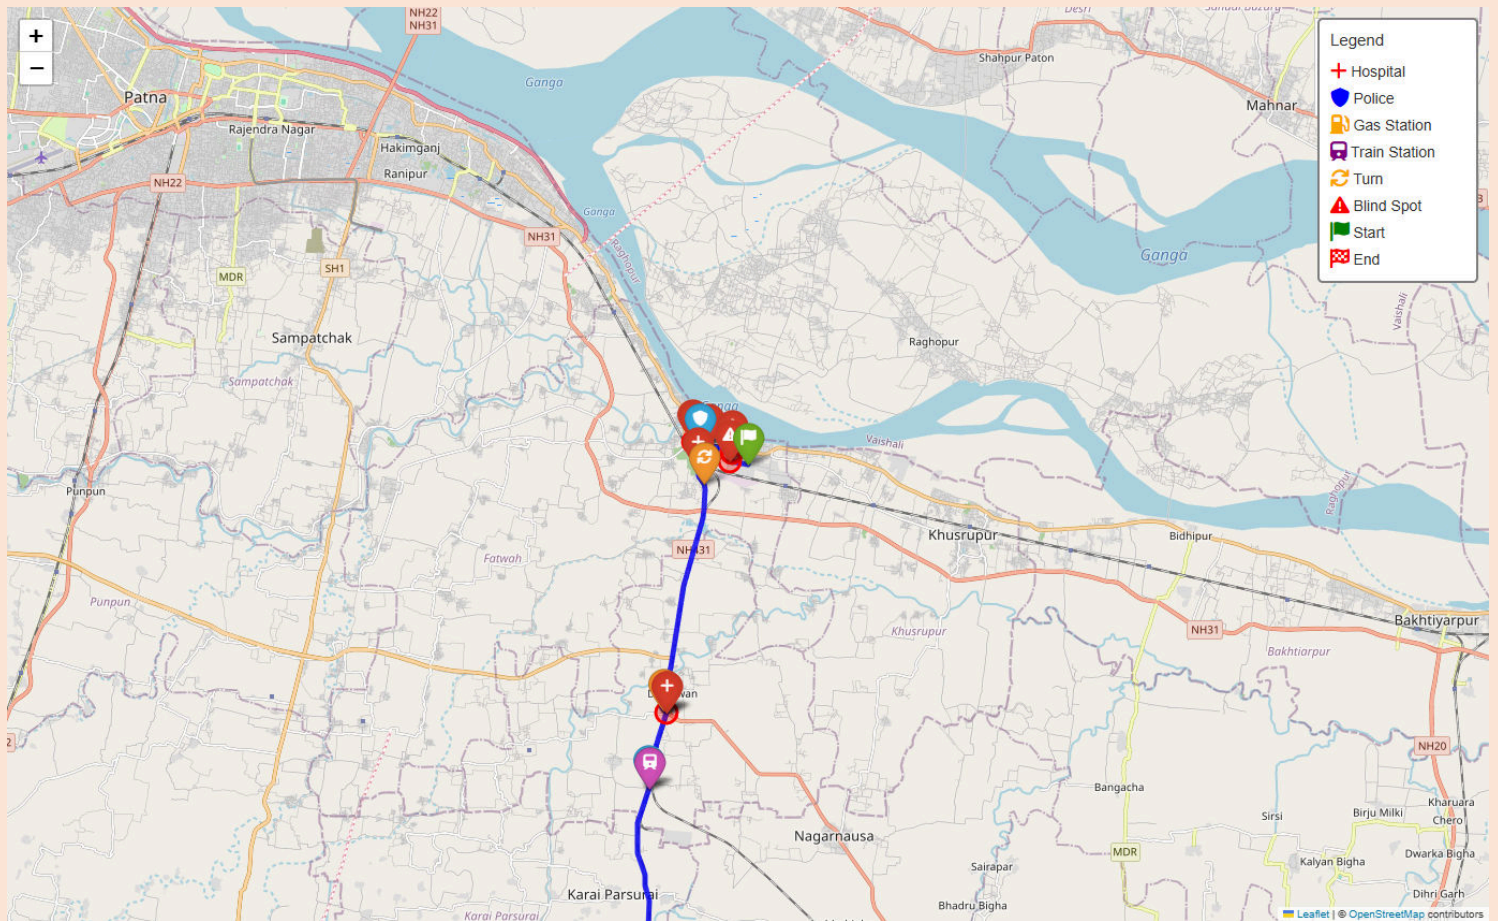 +
−
NH22
NH31
Desri
Ganga
Shahpur Paton
Mahnar
Patna
Rajendra Nagar
Hakimganj
Ranipur
NH22
Ganga
NH31
Raghopur
SH1
MDR
Ganga
Vaishali
Sampatchak
Sampatchak
Raghopur
Vaishali
Punpun
Raghopur
Khusrupur
Bidhipur
Fatwah
Punpun
Khusrupur
NH31
Bakhtiyarpur
Bakhtiarpur
NH20
Bangacha
Nagarnausa
Sirsi
Birju Milki
Kharuara
Chero
MDR
Sairapar
Kalyan Bigha
Dwarka Bigha
Karai Parsurai
Karai Parsurai
Bhadru Bigha
Dihri Garh
Legend
Hospital
Police
Gas Station
Train Station
Turn
Blind Spot
Start
End
Leaflet | © OpenStreetMap contributors